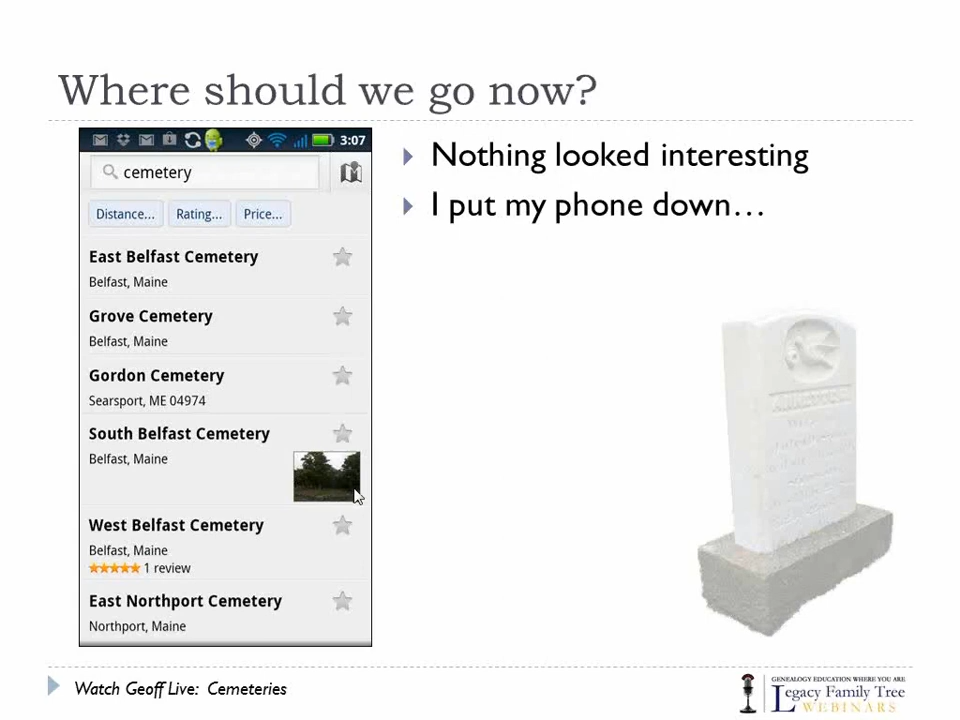 Where should we go now?
3:07
cemetery
Distance...
Rating...
Price...
East Belfast Cemetery
Belfast, Maine
Grove Cemetery
Belfast, Maine
Gordon Cemetery
Searsport, ME 04974
South Belfast Cemetery
Belfast, Maine
West Belfast Cemetery
Belfast, Maine
1 review
East Northport Cemetery
Northport, Maine
Nothing looked interesting
I put my phone down…
Watch Geoff Live: Cemeteries
GENEALOGY EDUCATION WHERE YOU ARE
Legacy Family Tree
WEBINARS